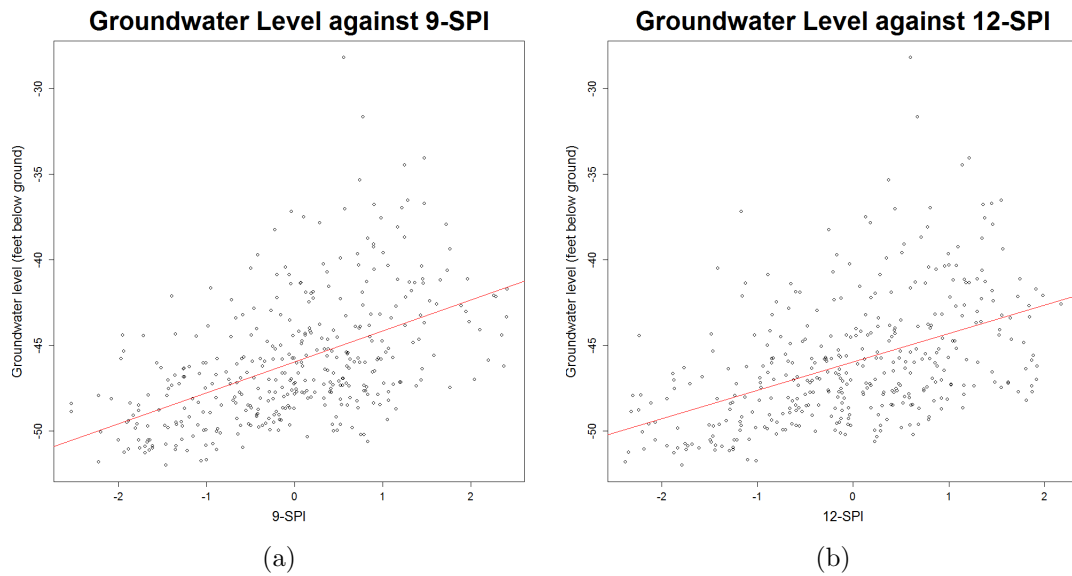 Groundwater Level against 9-SPI
Groundwater level (feet below ground)
-30
-35
-40
-45
-50
-2
-1
0
1
2
9-SPI
(a)
Groundwater Level against 12-SPI
Groundwater level (feet below ground)
-30
-35
-40
-45
-50
-2
-1
0
1
2
12-SPI
(b)